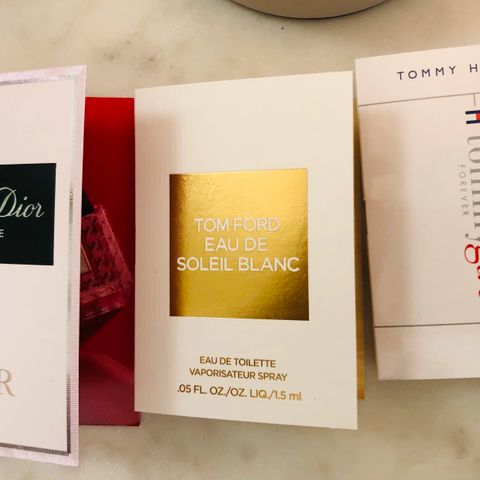 Dior
E
R
TOM FORD
EAU DE
SOLEIL BLANC
EAU DE TOILETTE
VAPORISATEUR SPRAY
.05 FL. OZ./OZ. LIQ./1.5 ml
TOMMY H
tommy
FOREVER
g